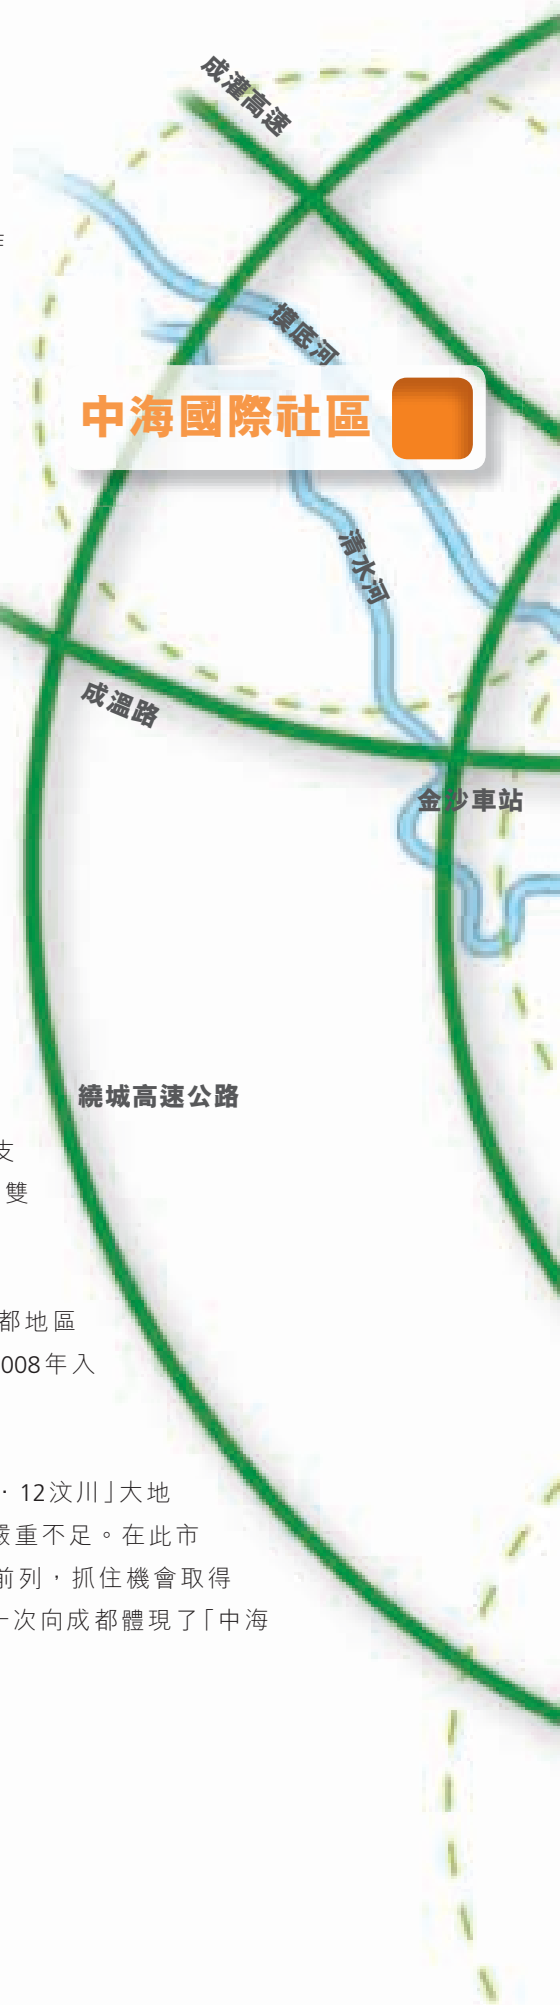 成灌高速
摸底河
中海國際社區
清水河
成溫路
金沙車站
繞城高速公路
支
雙
都地區
008年入
· 12汶川」大地
嚴重不足。在此市
前列，抓住機會取得
一次向成都體現了「中海